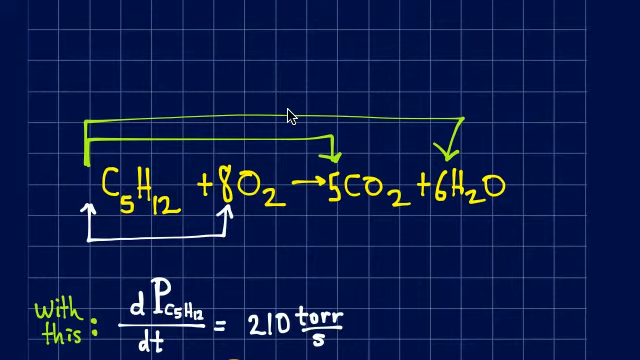 C₅H₁₂ + 8O₂ → 5CO₂ + 6H₂O
With this: dP_C₅H₁₂/dt = 210 torr/s